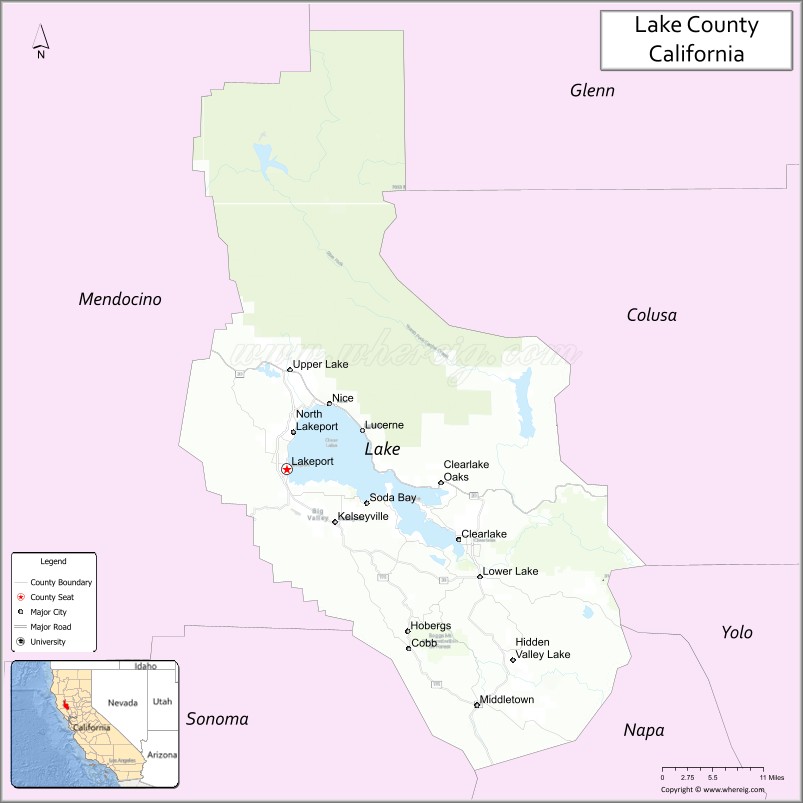 Lake County
California
N
Glenn
Mendocino
Colusa
www.whereig.com
Upper Lake
Nice
North
Lakeport
Lucerne
Lake
Lakeport
Clearlake
Oaks
Soda Bay
Big
Valley
Kelseyville
Clearlake
Lower Lake
Legend
County Boundary
County Seat
Major City
Major Road
University
Hobergs
Cobb
Hidden
Valley Lake
Yolo
Middletown
Sonoma
Napa
Idaho
Nevada
Utah
California
Los Angeles
Arizona
0 2.75 5.5 11 Miles
Copyright © www.whereig.com